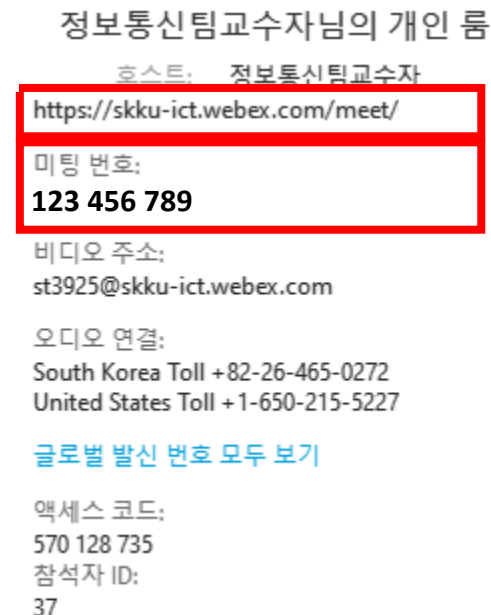 정보통신팀교수자님의 개인 룸
호스트: 정보통신팀교수자
https://skku-ict.webex.com/meet/
미팅 번호:
123 456 789
비디오 주소:
st3925@skku-ict.webex.com
오디오 연결:
South Korea Toll +82-26-465-0272
United States Toll +1-650-215-5227
글로벌 발신 번호 모두 보기
액세스 코드:
570 128 735
참석자 ID:
37